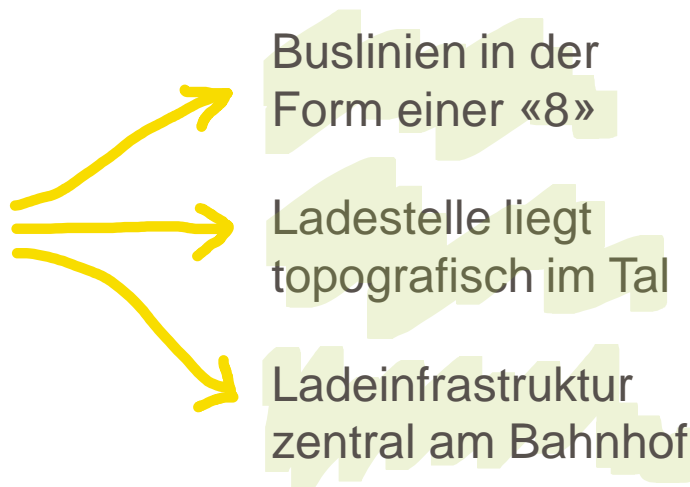 Buslinien in der
Form einer «8»
Ladestelle liegt
topografisch im Tal
Ladeinfrastruktur
zentral am Bahnhof